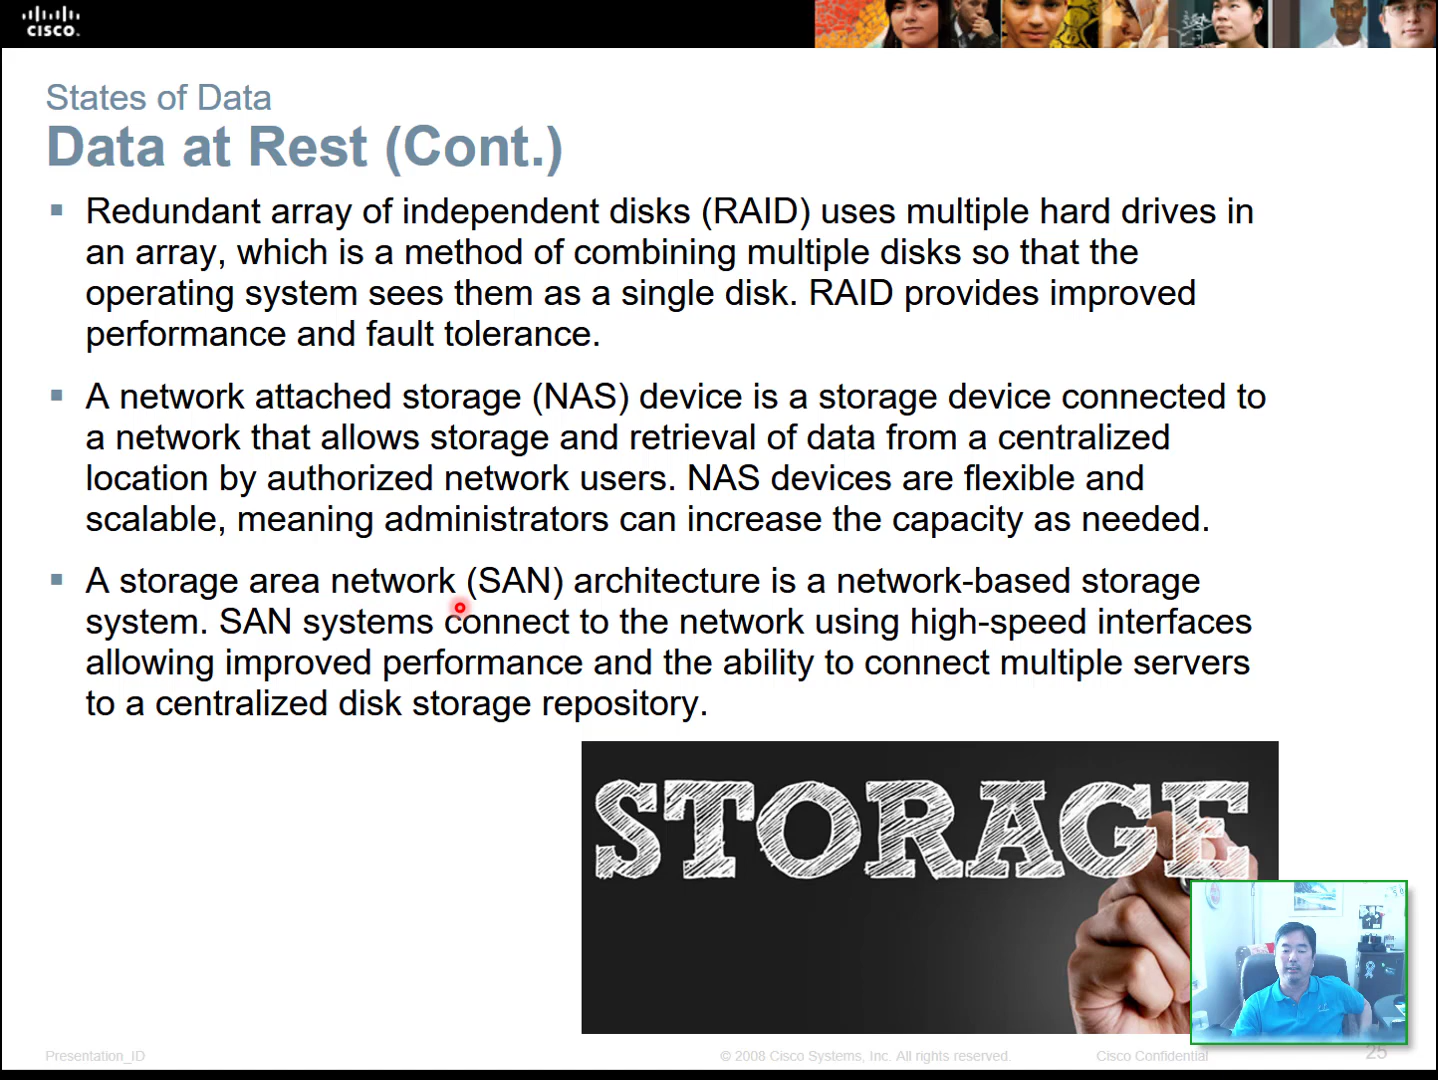 CISCO
States of Data
Data at Rest (Cont.)
Redundant array of independent disks (RAID) uses multiple hard drives in
an array, which is a method of combining multiple disks so that the
operating system sees them as a single disk. RAID provides improved
performance and fault tolerance.
A network attached storage (NAS) device is a storage device connected to
a network that allows storage and retrieval of data from a centralized
location by authorized network users. NAS devices are flexible and
scalable, meaning administrators can increase the capacity as needed.
A storage area network (SAN) architecture is a network-based storage
system. SAN systems connect to the network using high-speed interfaces
allowing improved performance and the ability to connect multiple servers
to a centralized disk storage repository.
STORAGE
Presentation_ID
© 2008 Cisco Systems, Inc. All rights reserved.
Cisco Confidential
25